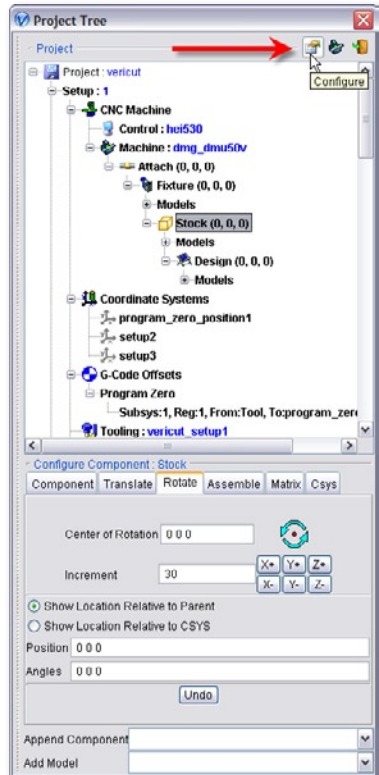 Project Tree
Project
Configure
Project : vericut
Setup : 1
CNC Machine
Control : hei530
Machine : dmg_dmu50v
Attach (0, 0, 0)
Fixture (0, 0, 0)
Models
Stock (0, 0, 0)
Models
Design (0, 0, 0)
Models
Coordinate Systems
program_zero_position1
setup2
setup3
G-Code Offsets
Program Zero
Subsys:1, Reg:1, From:Tool, To:program_zero
Tooling : vericut_setup1
Configure Component : Stock
Component Translate Rotate Assemble Matrix Csys
Center of Rotation 0 0 0
Increment 30
X+ Y+ Z+
X- Y- Z-
Show Location Relative to Parent
Show Location Relative to CSYS
Position 0 0 0
Angles 0 0 0
Undo
Append Component
Add Model